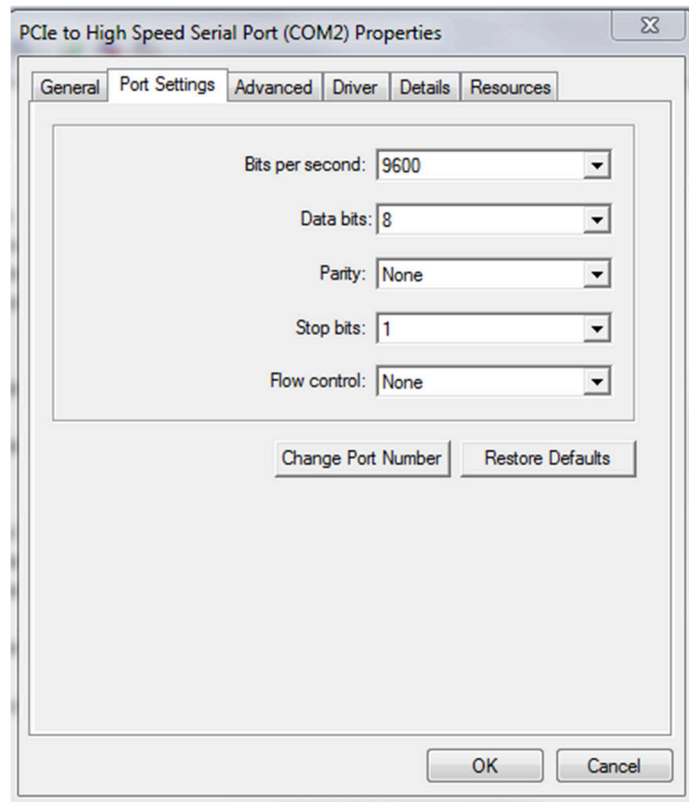 PCIe to High Speed Serial Port (COM2) Properties
General Port Settings Advanced Driver Details Resources
Bits per second: 9600
Data bits: 8
Parity: None
Stop bits: 1
Flow control: None
Change Port Number Restore Defaults
OK Cancel